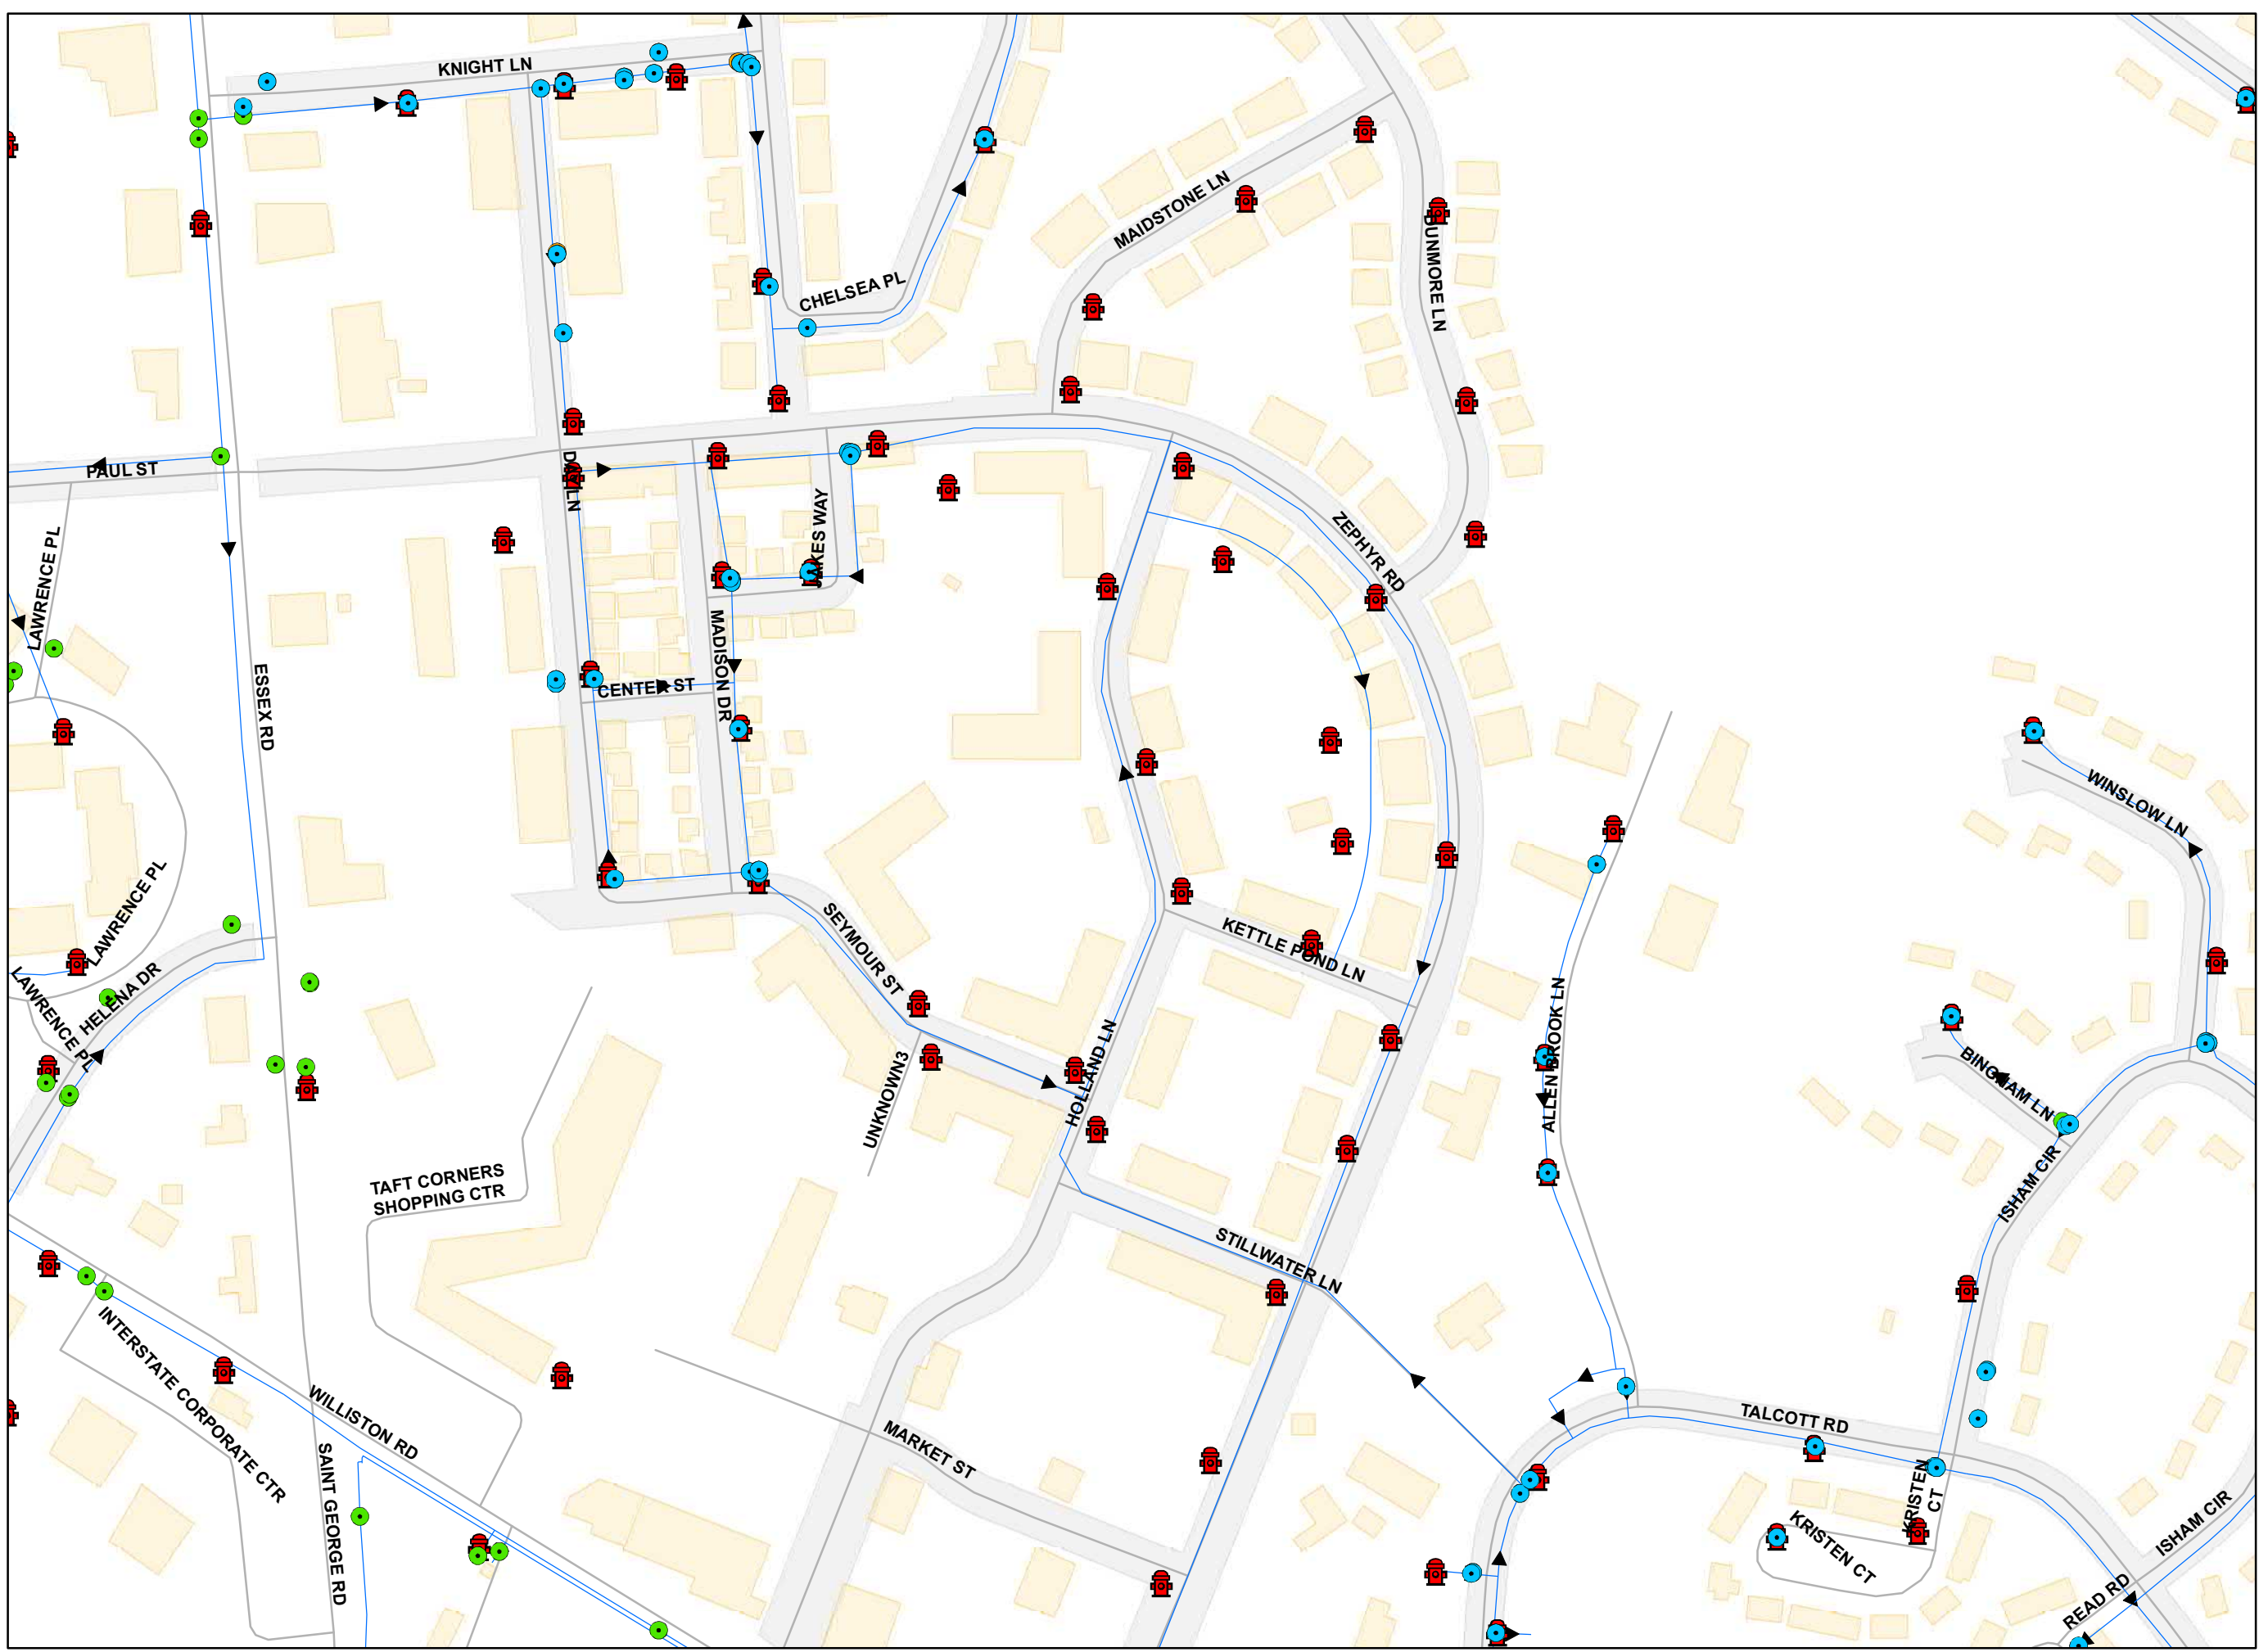 KNIGHT LN
MAIDSTONE LN
DUNMORE LN
CHELSEA PL
PAUL ST
DAY LN
JAKES WAY
ZEPHYR RD
LAWRENCE PL
MADISON DR
ESSEX RD
CENTER ST
WINSLOW LN
LAWRENCE PL
SEYMOUR ST
KETTLE POND LN
HELENA DR
LAWRENCE PL
ALLEN BROOK LN
HOLLAND LN
UNKNOWN3
BINGHAM LN
ISHAM CIR
TAFT CORNERS
SHOPPING CTR
STILLWATER LN
INTERSTATE CORPORATE CTR
WILLISTON RD
MARKET ST
TALCOTT RD
SAINT GEORGE RD
KRISTEN
CT
KRISTEN CT
ISHAM CIR
READ RD